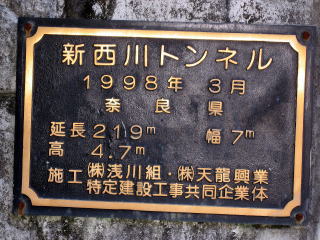 新西川トンネル
1998年 3月
奈良県
延長 219m 幅 7m
高 4.7m
施工 ㈱浅川組・㈱天龍興業
特定建設工事共同企業体